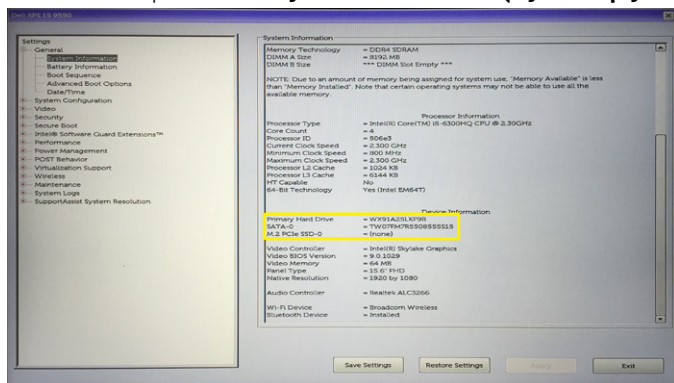 Dell XPS 15 9550
Settings
General
System Information
Battery Information
Boot Sequence
Advanced Boot Options
Date/Time
System Configuration
Video
Security
Secure Boot
Intel® Software Guard Extensions™
Performance
Power Management
POST Behavior
Virtualization Support
Wireless
Maintenance
System Logs
SupportAssist System Resolution
System Information
Memory Technology = DDR4 SDRAM
DIMM A Size = 8192 MB
DIMM B Size *** DIMM Slot Empty ***
NOTE: Due to an amount of memory being assigned for system use, "Memory Available" is less
than "Memory Installed". Note that certain operating systems may not be able to use all the
available memory.
Processor Information
Processor Type = Intel(R) Core(TM) i5-6300HQ CPU @ 2.30GHz
Core Count = 4
Processor ID = 506e3
Current Clock Speed = 2.300 GHz
Minimum Clock Speed = 800 MHz
Maximum Clock Speed = 2.300 GHz
Processor L2 Cache = 1024 KB
Processor L3 Cache = 6144 KB
HT Capable No
64-Bit Technology Yes (Intel EM64T)
Device Information
Primary Hard Drive
SATA-0
M.2 PCIe SSD-0 = (none)
Video Controller = Intel(R) Skylake Graphics
Video BIOS Version = 9.0.1029
Video Memory = 64 MB
Panel Type = 15.6" FHD
Native Resolution = 1920 by 1080
Audio Controller = Realtek ALC3266
Wi-Fi Device = Broadcom Wireless
Bluetooth Device = Installed
Save Settings Restore Settings Apply Exit